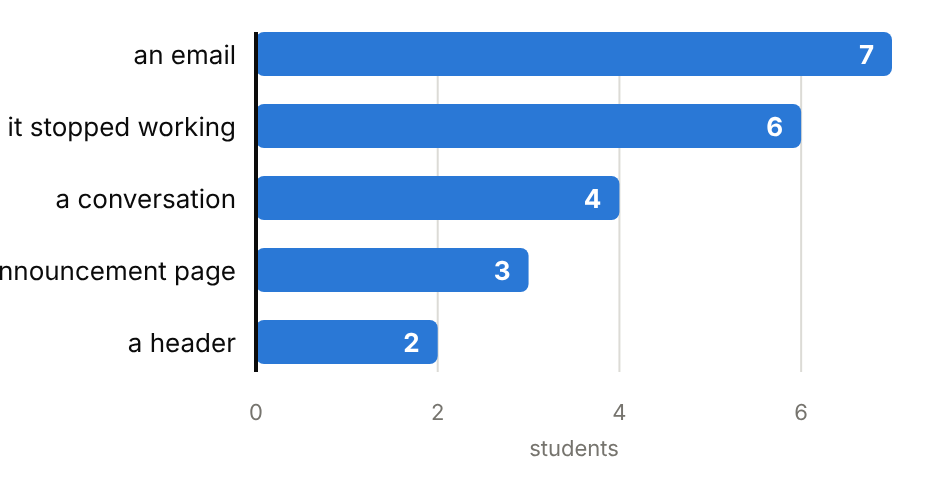 an email
7
it stopped working
6
a conversation
4
nnouncement page
3
a header
2
0 2 4 6
students